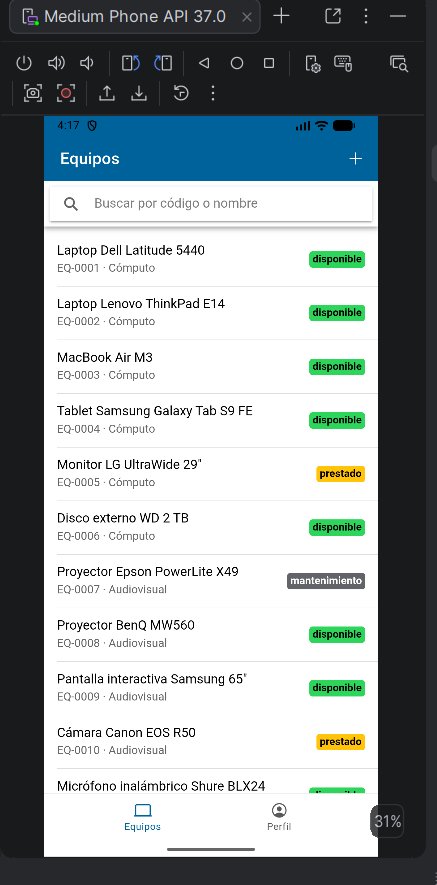 Medium Phone API 37.0
4:17
Equipos
Buscar por código o nombre
Laptop Dell Latitude 5440
EQ-0001 · Cómputo
disponible
Laptop Lenovo ThinkPad E14
EQ-0002 · Cómputo
disponible
MacBook Air M3
EQ-0003 · Cómputo
disponible
Tablet Samsung Galaxy Tab S9 FE
EQ-0004 · Cómputo
disponible
Monitor LG UltraWide 29"
EQ-0005 · Cómputo
prestado
Disco externo WD 2 TB
EQ-0006 · Cómputo
disponible
Proyector Epson PowerLite X49
EQ-0007 · Audiovisual
mantenimiento
Proyector BenQ MW560
EQ-0008 · Audiovisual
disponible
Pantalla interactiva Samsung 65"
EQ-0009 · Audiovisual
disponible
Cámara Canon EOS R50
EQ-0010 · Audiovisual
prestado
Micrófono inalámbrico Shure BLX24
disponible
Equipos
Perfil
31%